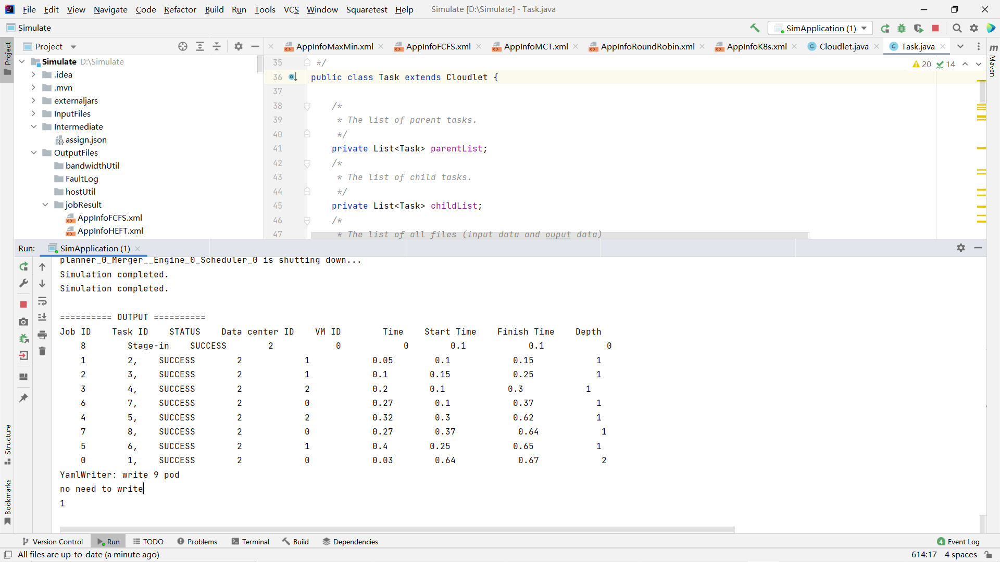 File Edit View Navigate Code Refactor Build Run Tools VCS Window Squaretest Help Simulate [D:\Simulate] - Task.java
Simulate
SimApplication (1)
Project
AppInfoMaxMin.xml
AppInfoFCFS.xml
AppInfoMCT.xml
AppInfoRoundRobin.xml
AppInfoK8s.xml
Cloudlet.java
Task.java
Project
Simulate D:\Simulate
.idea
.mvn
externaljars
InputFiles
Intermediate
assign.json
OutputFiles
bandwidthUtil
FaultLog
hostUtil
jobResult
AppInfoFCFS.xml
AppInfoHEFT.xml
35 */
36 public class Task extends Cloudlet {
37
38 /*
39 * The list of parent tasks.
40 */
41 private List<Task> parentList;
42 /*
43 * The list of child tasks.
44 */
45 private List<Task> childList;
46 /*
47 * The list of all files (input data and ouput data)
20 14
m
Maven
Run: SimApplication (1)
planner_0_Merger__Engine_0_Scheduler_0 is shutting down...
Simulation completed.
Simulation completed.
========== OUTPUT ==========
Job ID Task ID STATUS Data center ID VM ID Time Start Time Finish Time Depth
8 Stage-in SUCCESS 2 0 0 0.1 0.1 0
1 2, SUCCESS 2 1 0.05 0.1 0.15 1
2 3, SUCCESS 2 1 0.1 0.15 0.25 1
3 4, SUCCESS 2 2 0.2 0.1 0.3 1
6 7, SUCCESS 2 0 0.27 0.1 0.37 1
4 5, SUCCESS 2 2 0.32 0.3 0.62 1
7 8, SUCCESS 2 0 0.27 0.37 0.64 1
5 6, SUCCESS 2 1 0.4 0.25 0.65 1
0 1, SUCCESS 2 0 0.03 0.64 0.67 2
YamlWriter: write 9 pod
no need to write
1
Structure
Bookmarks
Version Control Run TODO Problems Terminal Build Dependencies 4 Event Log
All files are up-to-date (a minute ago) 614:17 4 spaces